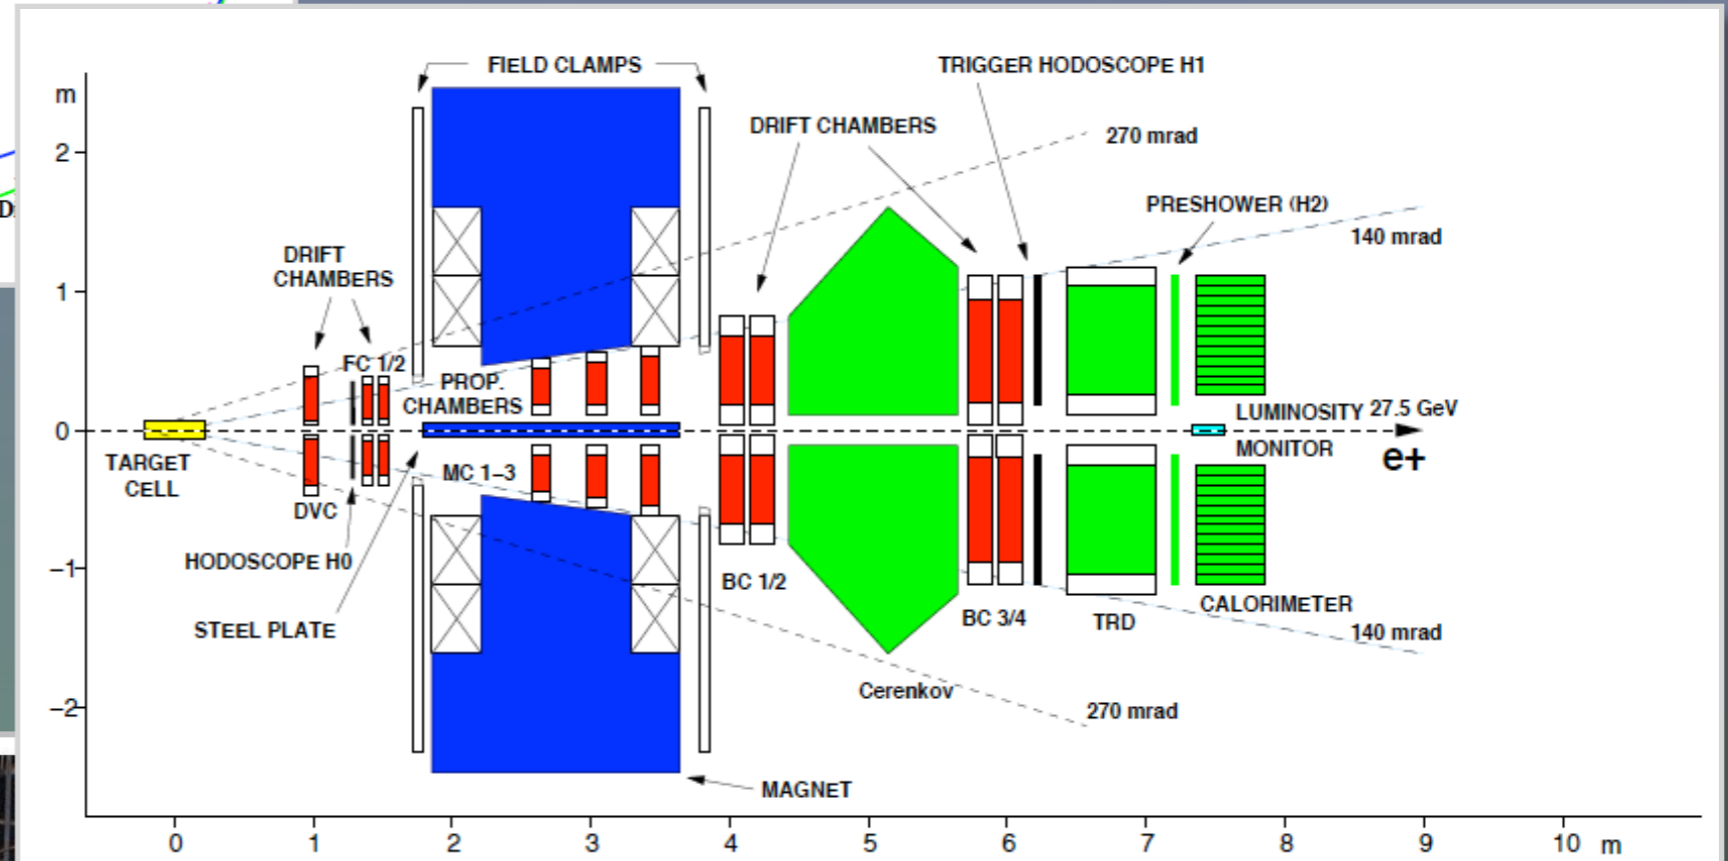 FIELD CLAMPS
TRIGGER HODOSCOPE H1
m
DRIFT CHAMBERS
270 mrad
2
PRESHOWER (H2)
D
140 mrad
DRIFT
CHAMBERS
1
FC 1/2
PROP.
CHAMBERS
LUMINOSITY
27.5 GeV
0
MONITOR
e+
TARGET
CELL
MC 1–3
DVC
HODOSCOPE H0
–1
BC 1/2
CALORIMETER
BC 3/4
TRD
STEEL PLATE
140 mrad
Cerenkov
–2
270 mrad
MAGNET
0 1 2 3 4 5 6 7 8 9 10 m